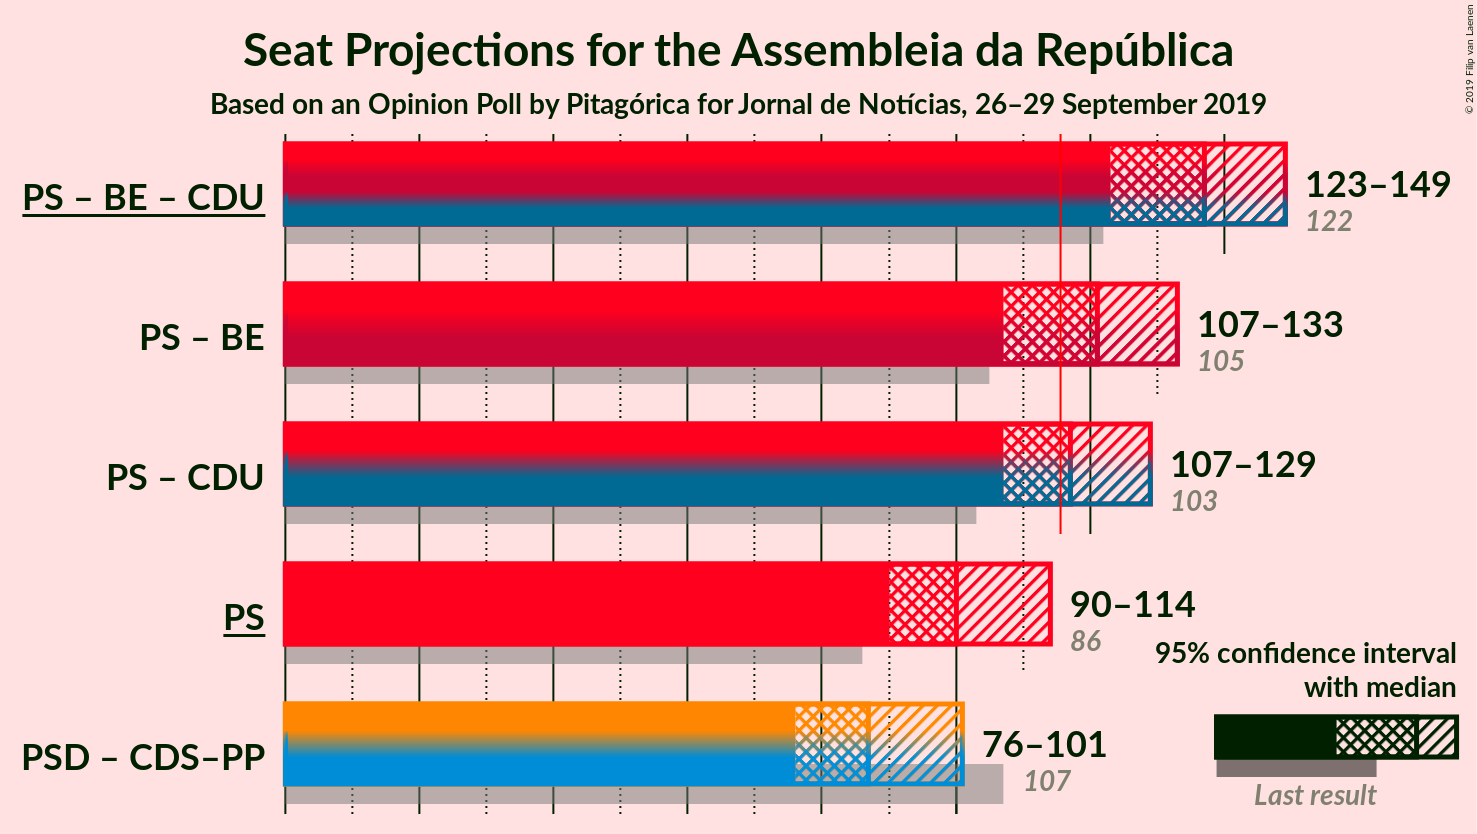 Seat Projections for the Assembleia da República
Based on an Opinion Poll by Pitagórica for Jornal de Notícias, 26–29 September 2019
© 2019 Filip van Laenen
PS – BE – CDU
123–149
122
PS – BE
107–133
105
PS – CDU
107–129
103
PS
90–114
86
PSD – CDS–PP
76–101
107
95% confidence interval
with median
Last result